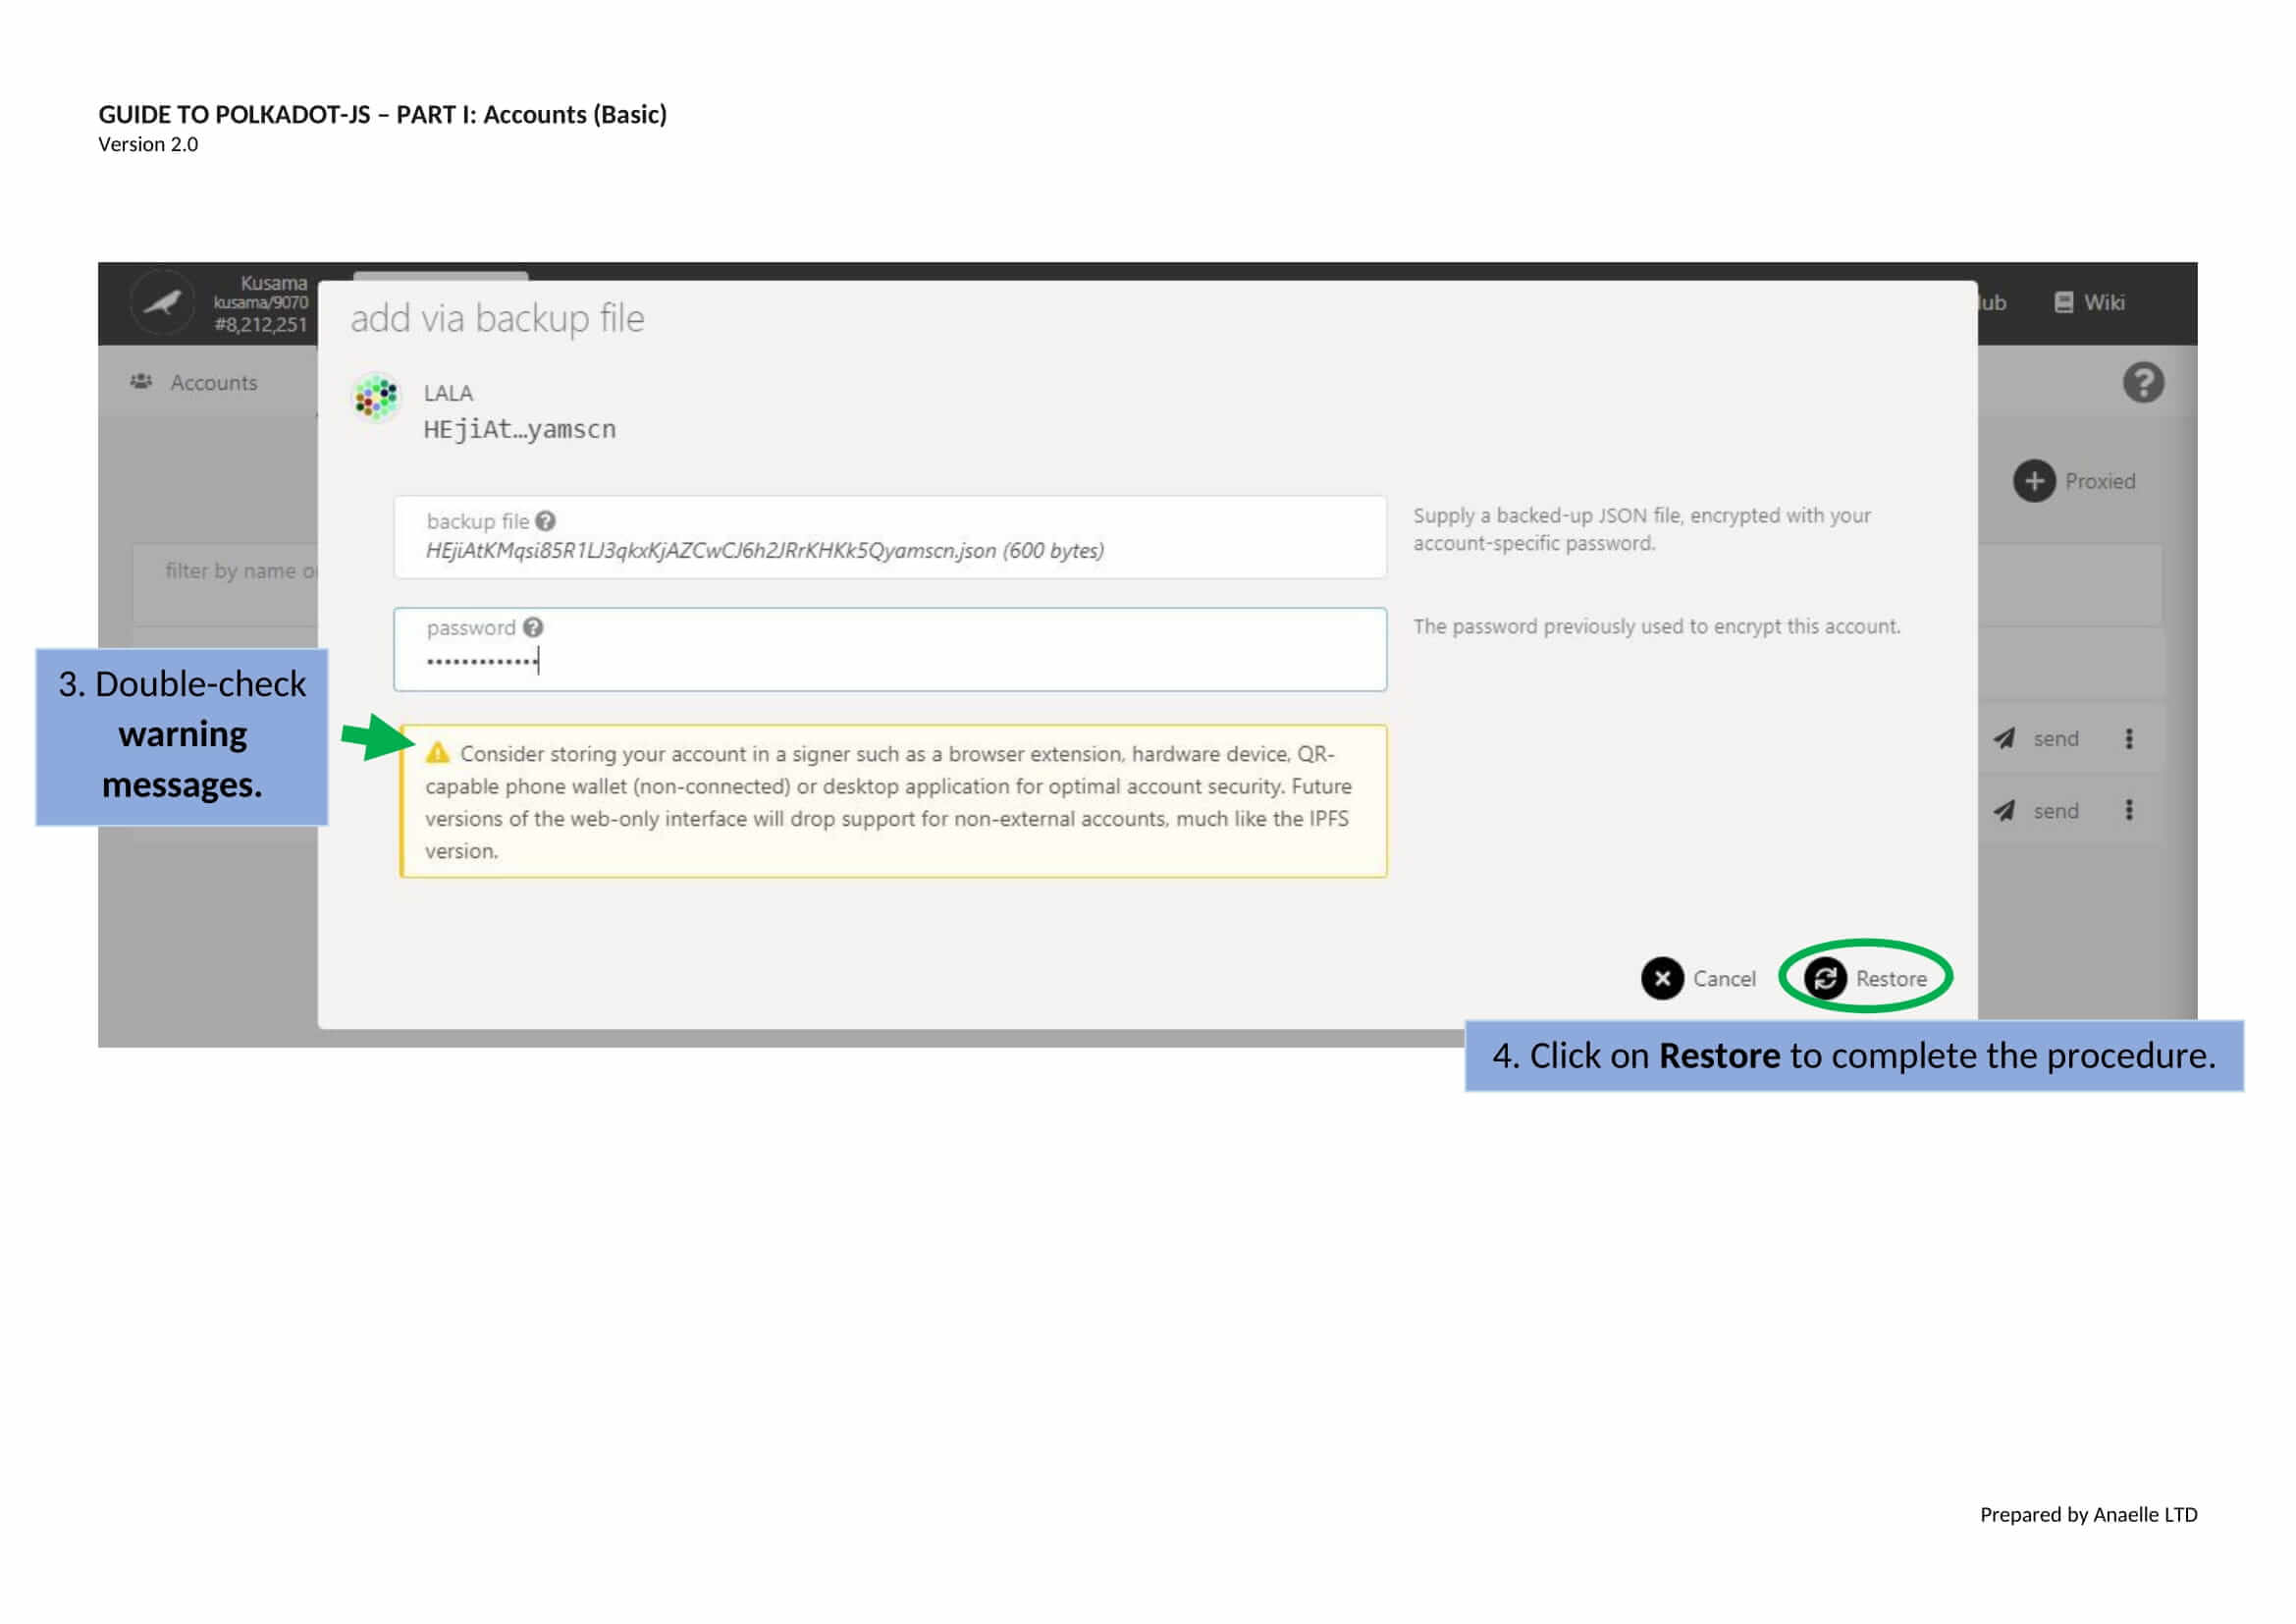 GUIDE TO POLKADOT-JS – PART I: Accounts (Basic)
Version 2.0
Kusama
kusama/9070
#8,212,251
Wiki
add via backup file
Accounts
LALA
HEjiAt...yamscn
Proxied
backup file
HEjiAtKMqsi85R1LJ3qkxKjAZCwCJ6h2JRrKHKk5Qyamscn.json (600 bytes)
Supply a backed-up JSON file, encrypted with your
account-specific password.
filter by name
password
The password previously used to encrypt this account.
3. Double-check
warning
messages.
Consider storing your account in a signer such as a browser extension, hardware device, QR-
capable phone wallet (non-connected) or desktop application for optimal account security. Future
versions of the web-only interface will drop support for non-external accounts, much like the IPFS
version.
send
send
Cancel
Restore
4. Click on Restore to complete the procedure.
Prepared by Anaelle LTD